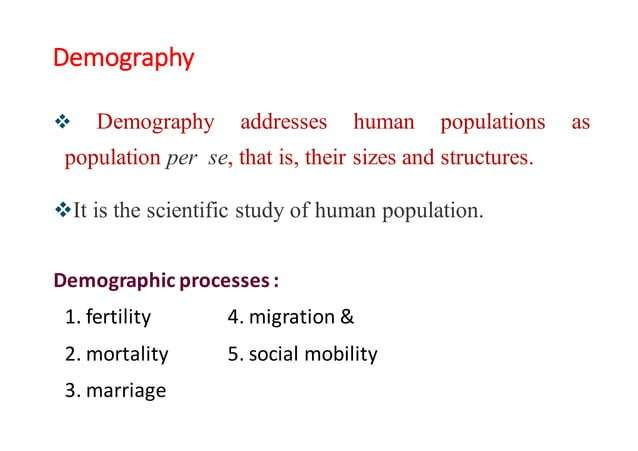 Demography
❖ Demography addresses human populations as
population per se, that is, their sizes and structures.
❖It is the scientific study of human population.
Demographic processes :
1. fertility 4. migration &
2. mortality 5. social mobility
3. marriage